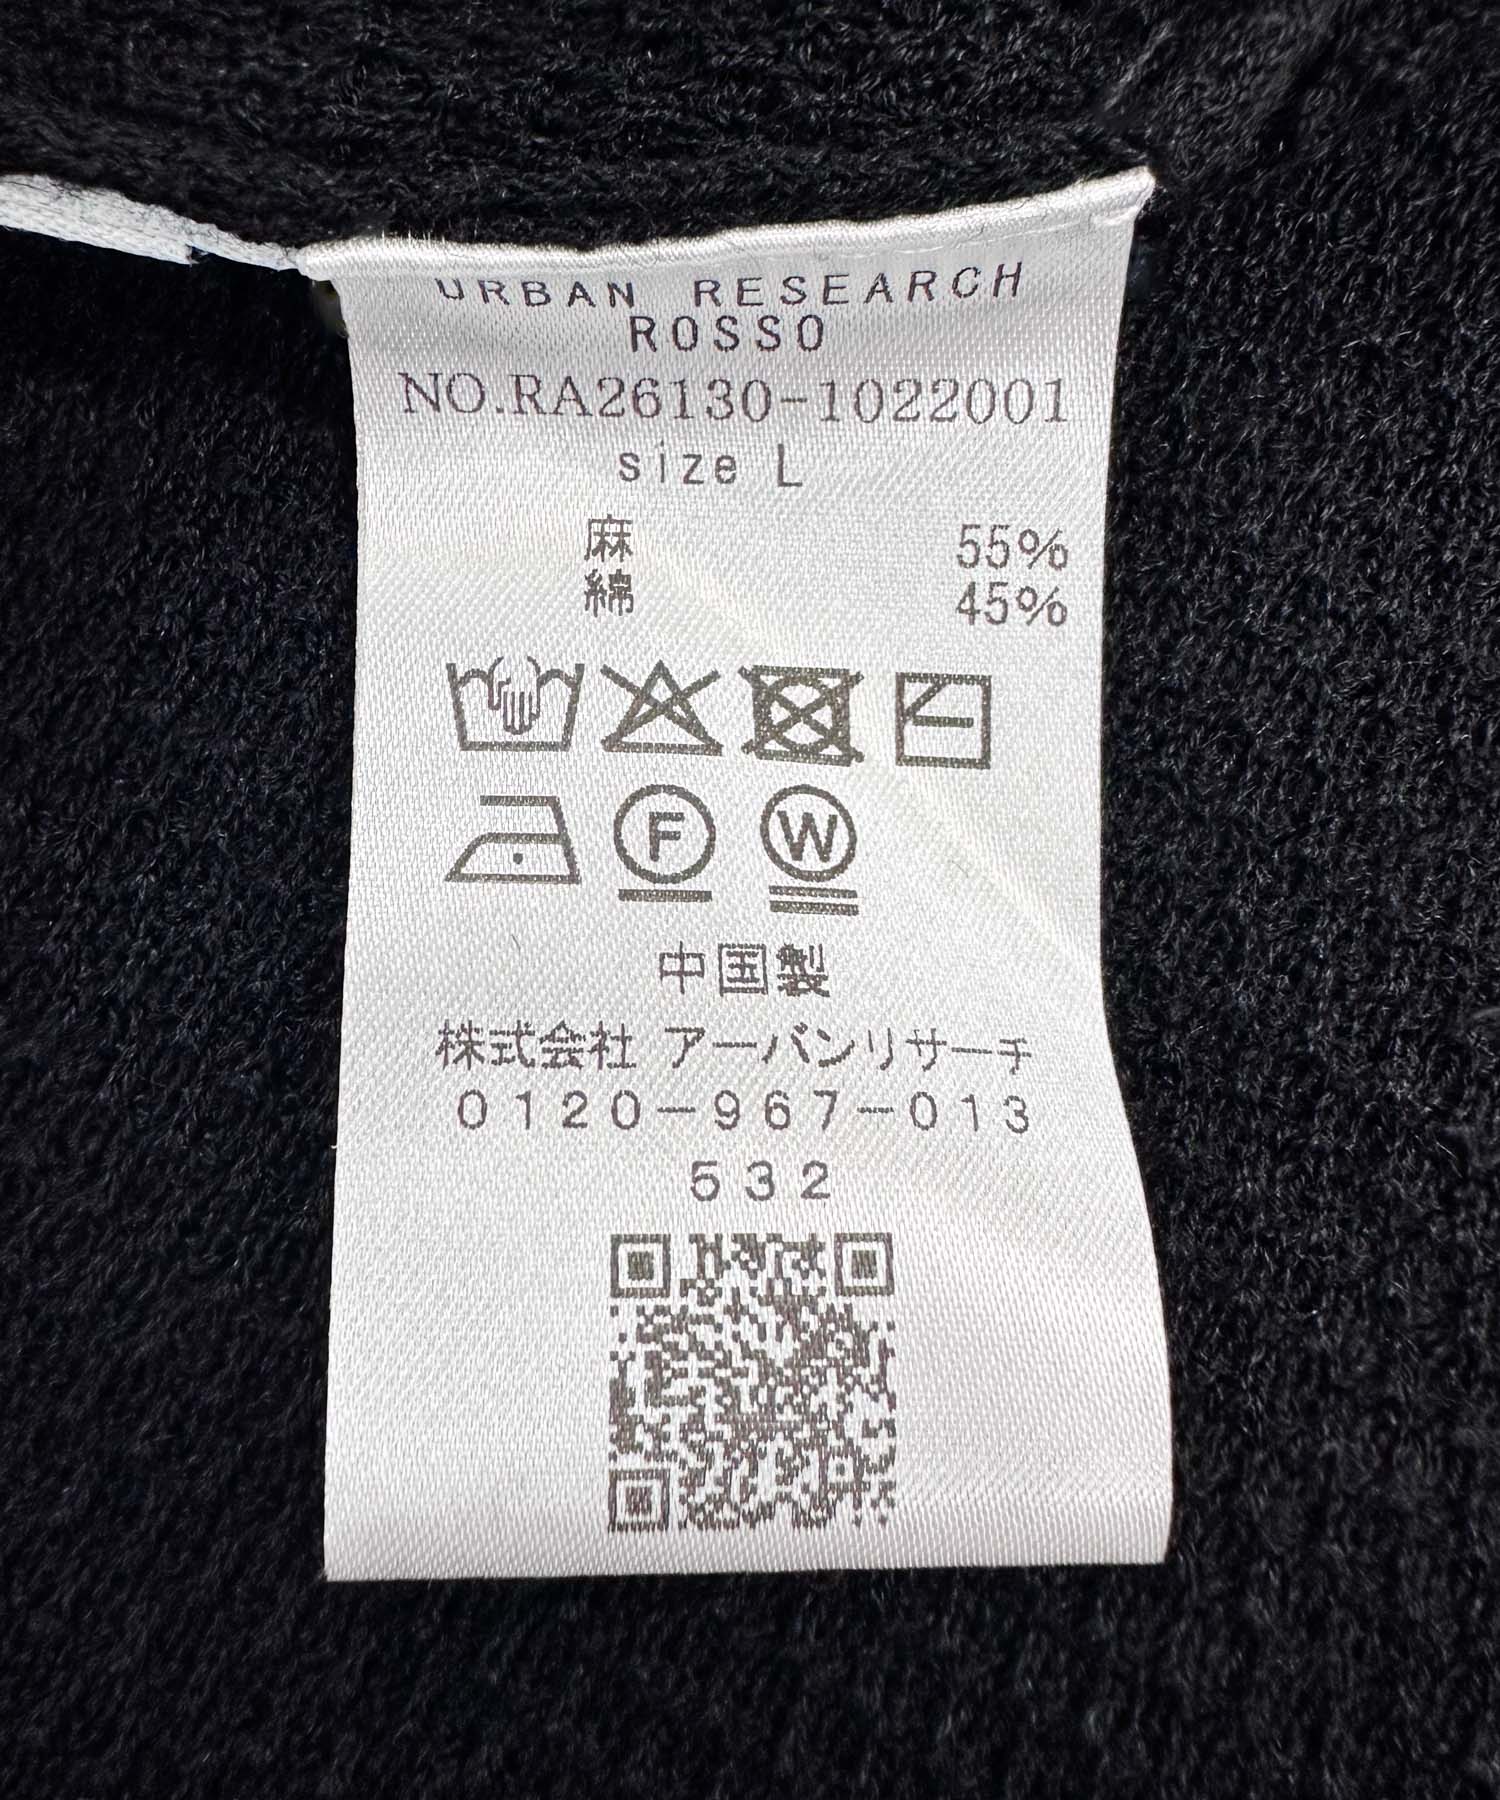 URBAN RESEARCH
ROSSO
NO.RA26130-1022001
size L
麻 55%
綿 45%
F W
中国製
株式会社 アーバンリサーチ
0120-967-013
532